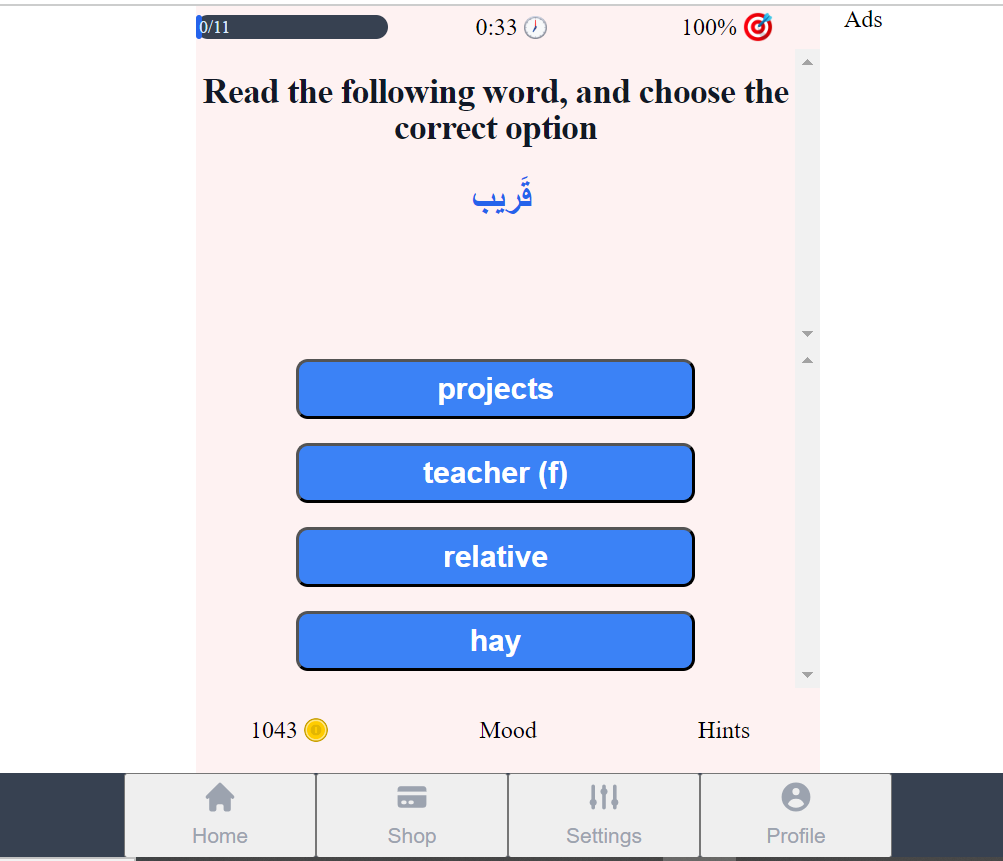 0/11
0:33
100%
Ads
Read the following word, and choose the
correct option
قَريب
projects
teacher (f)
relative
hay
1043
Mood
Hints
Home
Shop
Settings
Profile